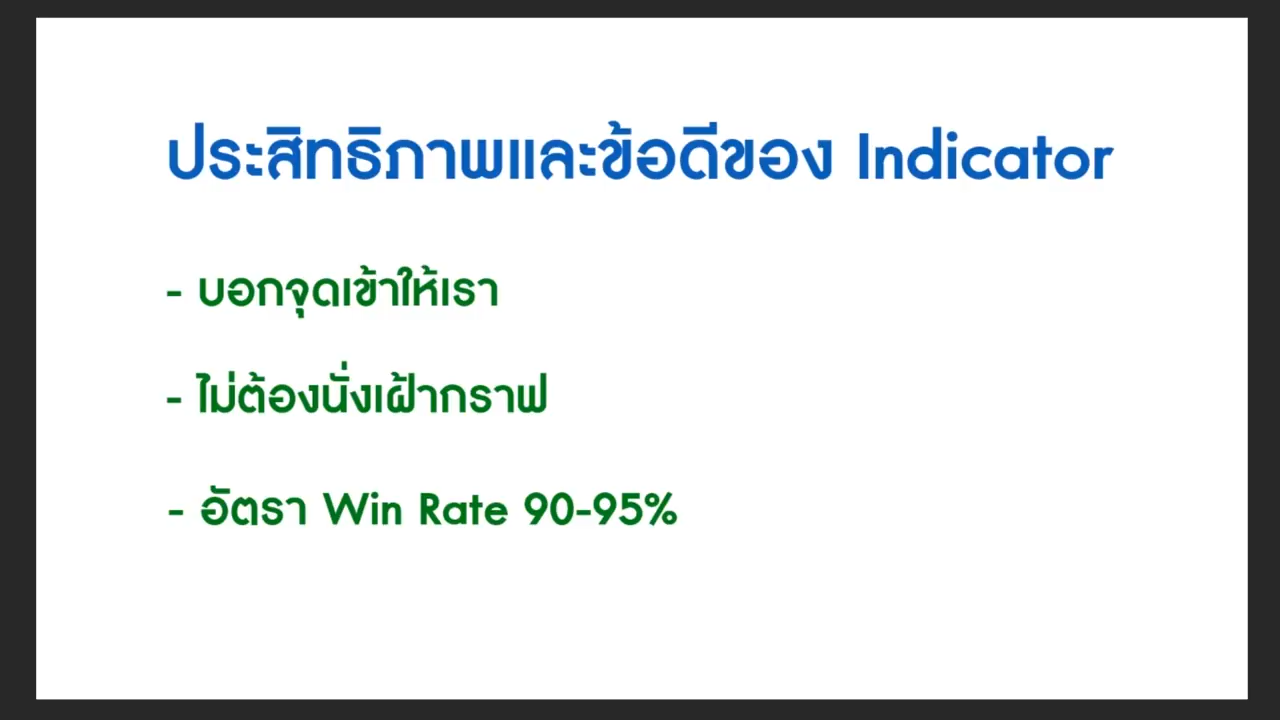 ประสิทธิภาพและข้อดีของ Indicator
- บอกจุดเข้าให้เรา
- ไม่ต้องนั่งเฝ้ากราฟ
- อัตรา Win Rate 90-95%